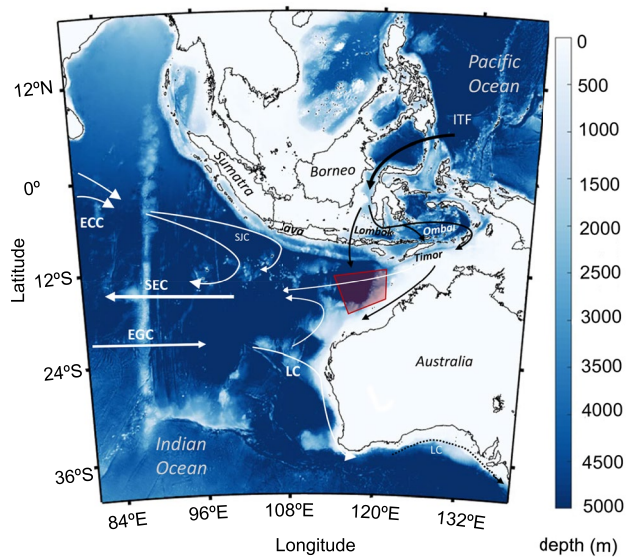 Pacific
Ocean
ITF
Borneo
Sumatra
Java
Lombok
Ombai
Timor
SJC
ECC
SEC
EGC
LC
Australia
Indian
Ocean
LC
Latitude
12ºN
0º
12ºS
24ºS
36ºS
84ºE
96ºE
108ºE
120ºE
132ºE
Longitude
0
500
1000
1500
2000
2500
3000
3500
4000
4500
5000
depth (m)